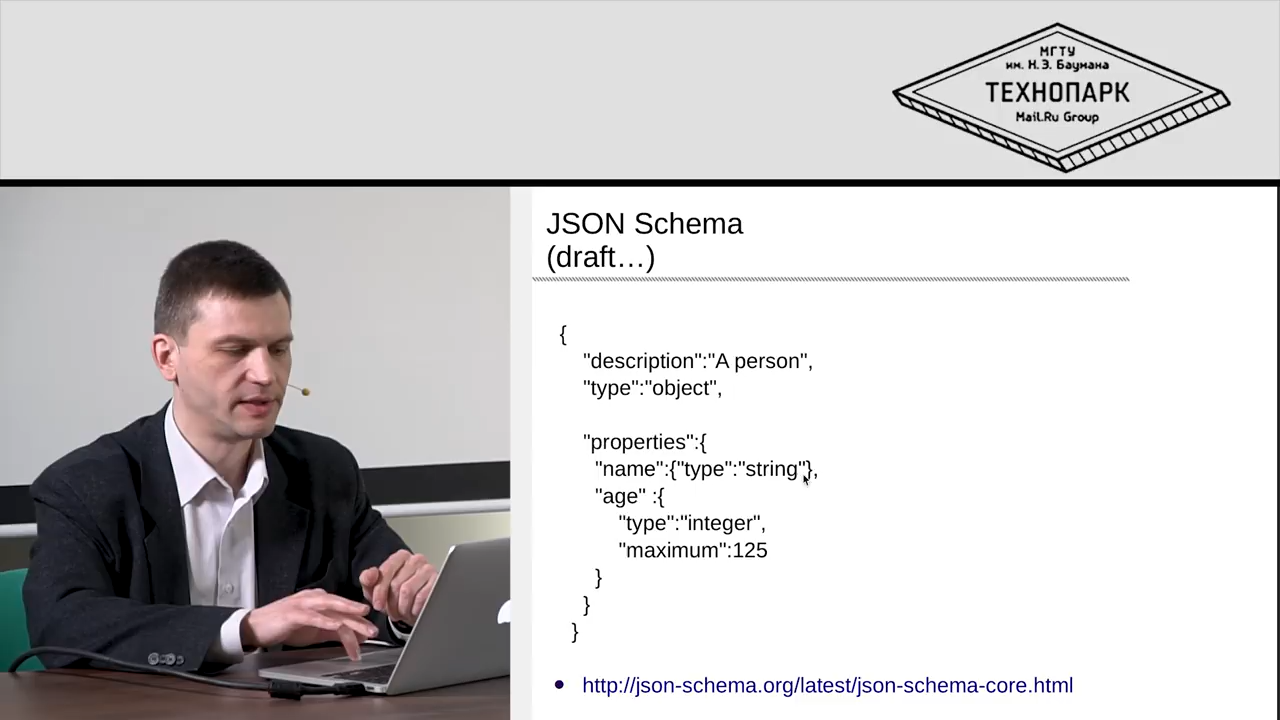 МГТУ
им. Н.Э. Баумана
ТЕХНОПАРК
Mail.Ru Group
JSON Schema
(draft…)
{
"description":"A person",
"type":"object",
"properties":{
"name":{"type":"string"},
"age" :{
"type":"integer",
"maximum":125
}
}
}
http://json-schema.org/latest/json-schema-core.html